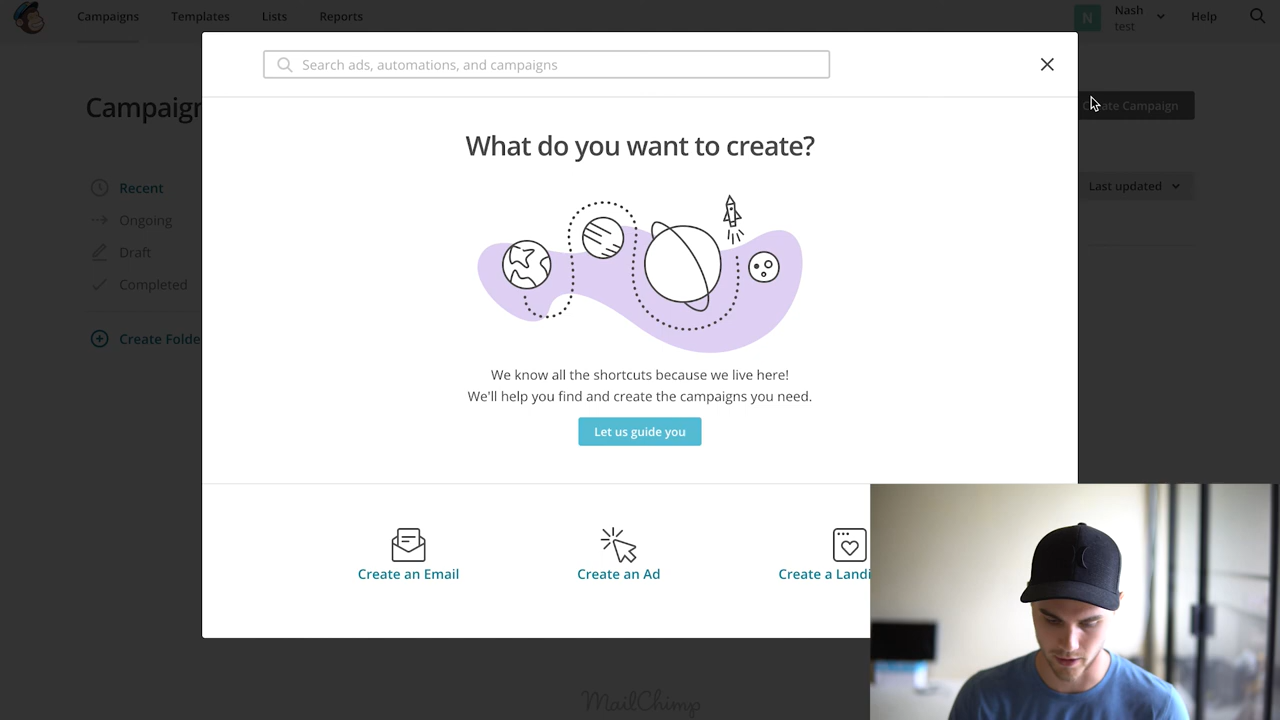 Campaigns
Templates
Lists
Reports
N
Nash
test
Help
Search ads, automations, and campaigns
Campaign
Create Campaign
What do you want to create?
Recent
Last updated
Ongoing
Draft
Completed
Create Folde
We know all the shortcuts because we live here!
We'll help you find and create the campaigns you need.
Let us guide you
Create an Email
Create an Ad
Create a Landi
MailChimp